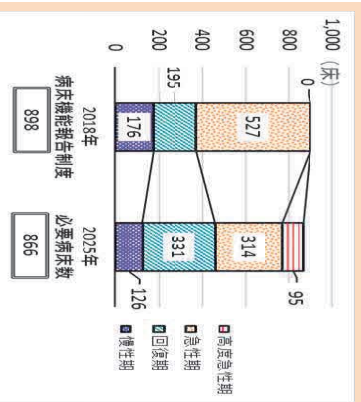 (床)
1,000
800
600
400
200
0
0
527
195
176
95
314
331
126
2018年
病床機能報告制度
898
2025年
必要病床数
866
高度急性期
急性期
回復期
慢性期